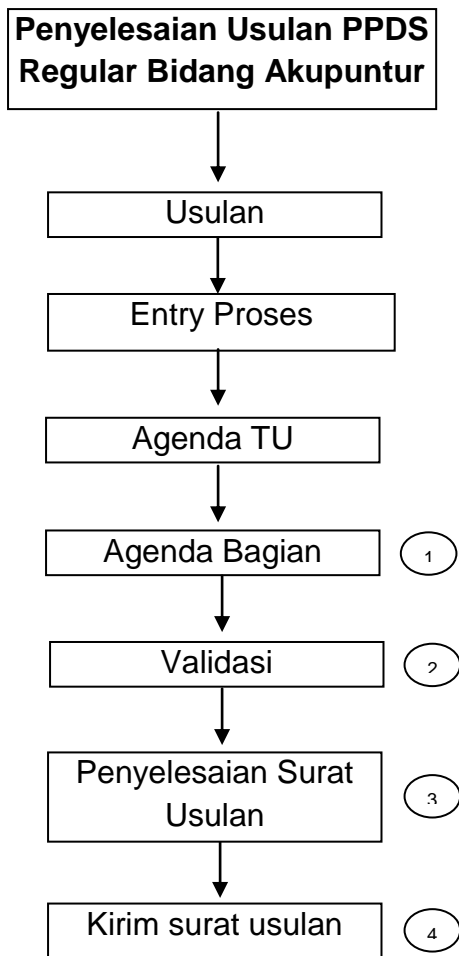 Penyelesaian Usulan PPDS
Regular Bidang Akupuntur
Usulan
Entry Proses
Agenda TU
Agenda Bagian
1
Validasi
2
Penyelesaian Surat
Usulan
3
Kirim surat usulan
4